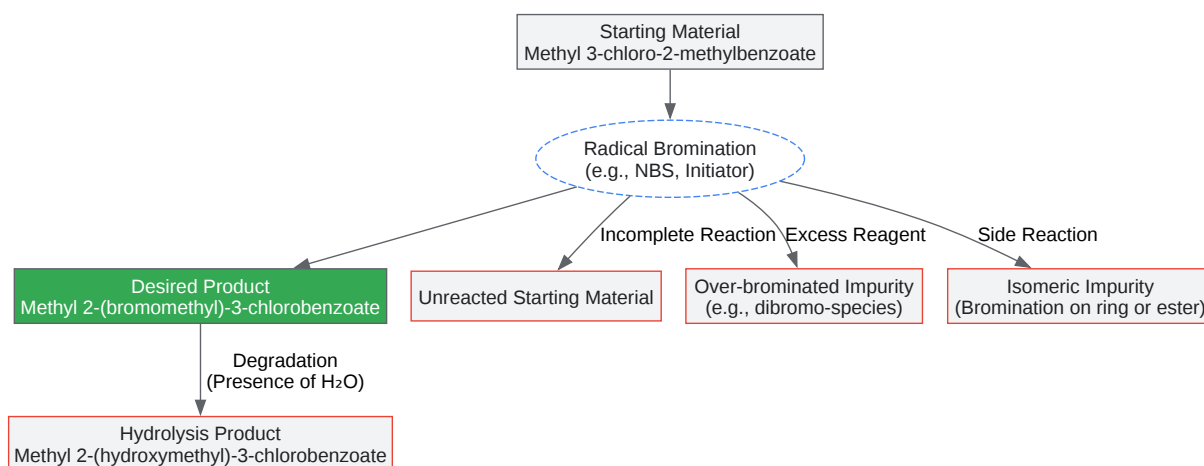 Starting Material
Methyl 3-chloro-2-methylbenzoate
Radical Bromination
(e.g., NBS, Initiator)
Incomplete Reaction
Excess Reagent
Side Reaction
Desired Product
Methyl 2-(bromomethyl)-3-chlorobenzoate
Unreacted Starting Material
Over-brominated Impurity
(e.g., dibromo-species)
Isomeric Impurity
(Bromination on ring or ester)
Degradation
(Presence of H₂O)
Hydrolysis Product
Methyl 2-(hydroxymethyl)-3-chlorobenzoate